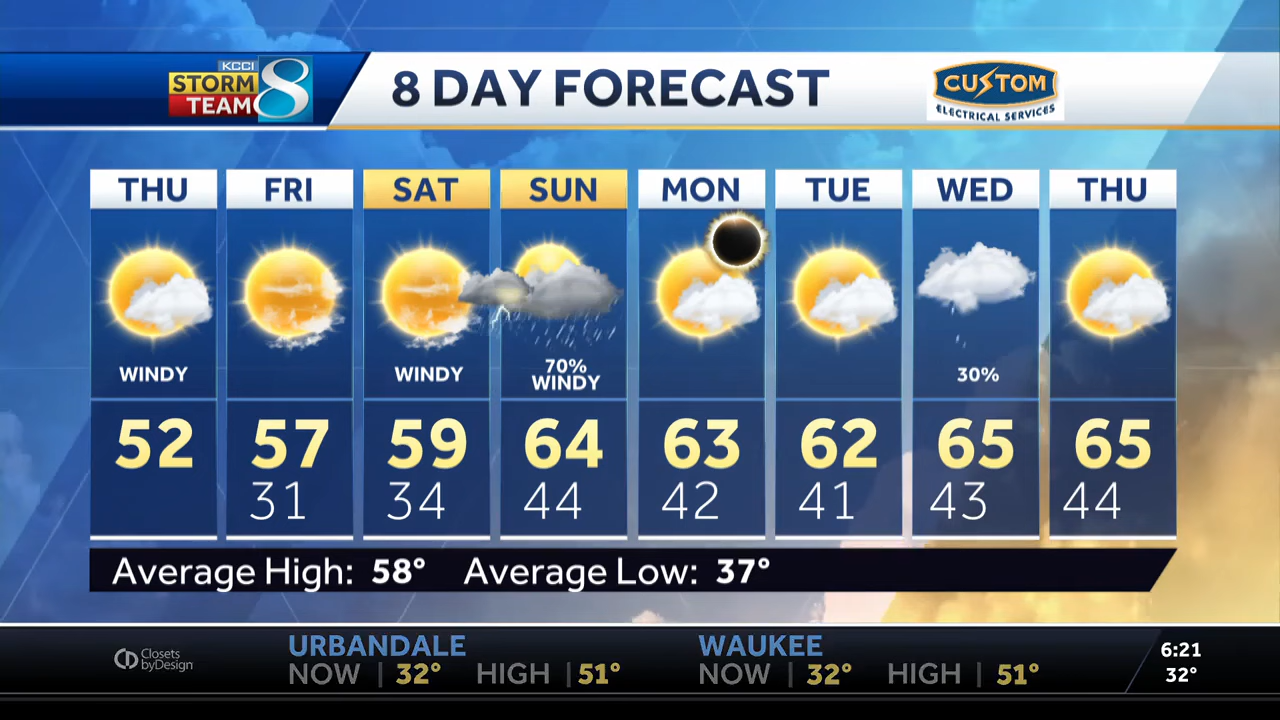 KCCI
STORM
TEAM
8
8 DAY FORECAST
CUSTOM
ELECTRICAL SERVICES
THU FRI SAT SUN MON TUE WED THU
WINDY WINDY 70% WINDY 30%
52 57 59 64 63 62 65 65
31 34 44 42 41 43 44
Average High: 58° Average Low: 37°
Closets
byDesign
URBANDALE WAUKEE
NOW | 32° HIGH | 51° NOW | 32° HIGH | 51°
6:21
32°